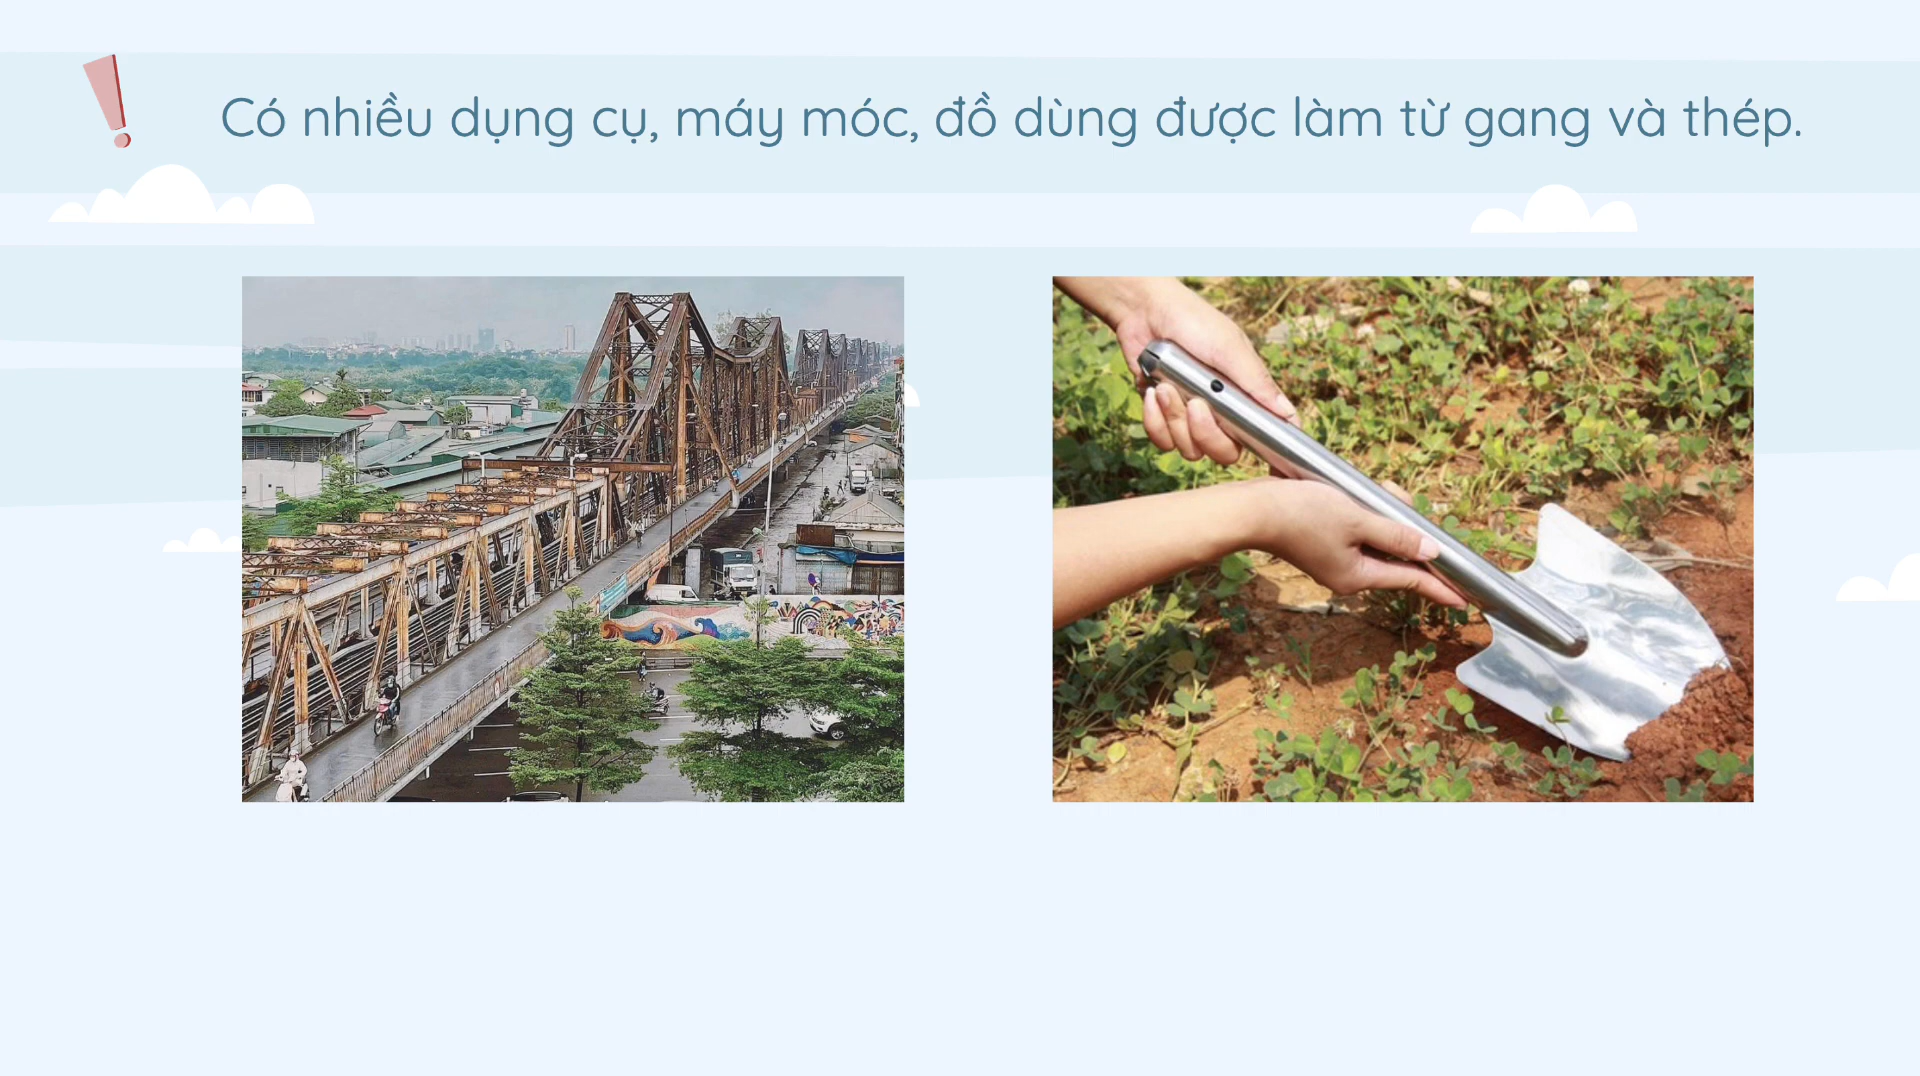 Có nhiều dụng cụ, máy móc, đồ dùng được làm từ gang và thép.